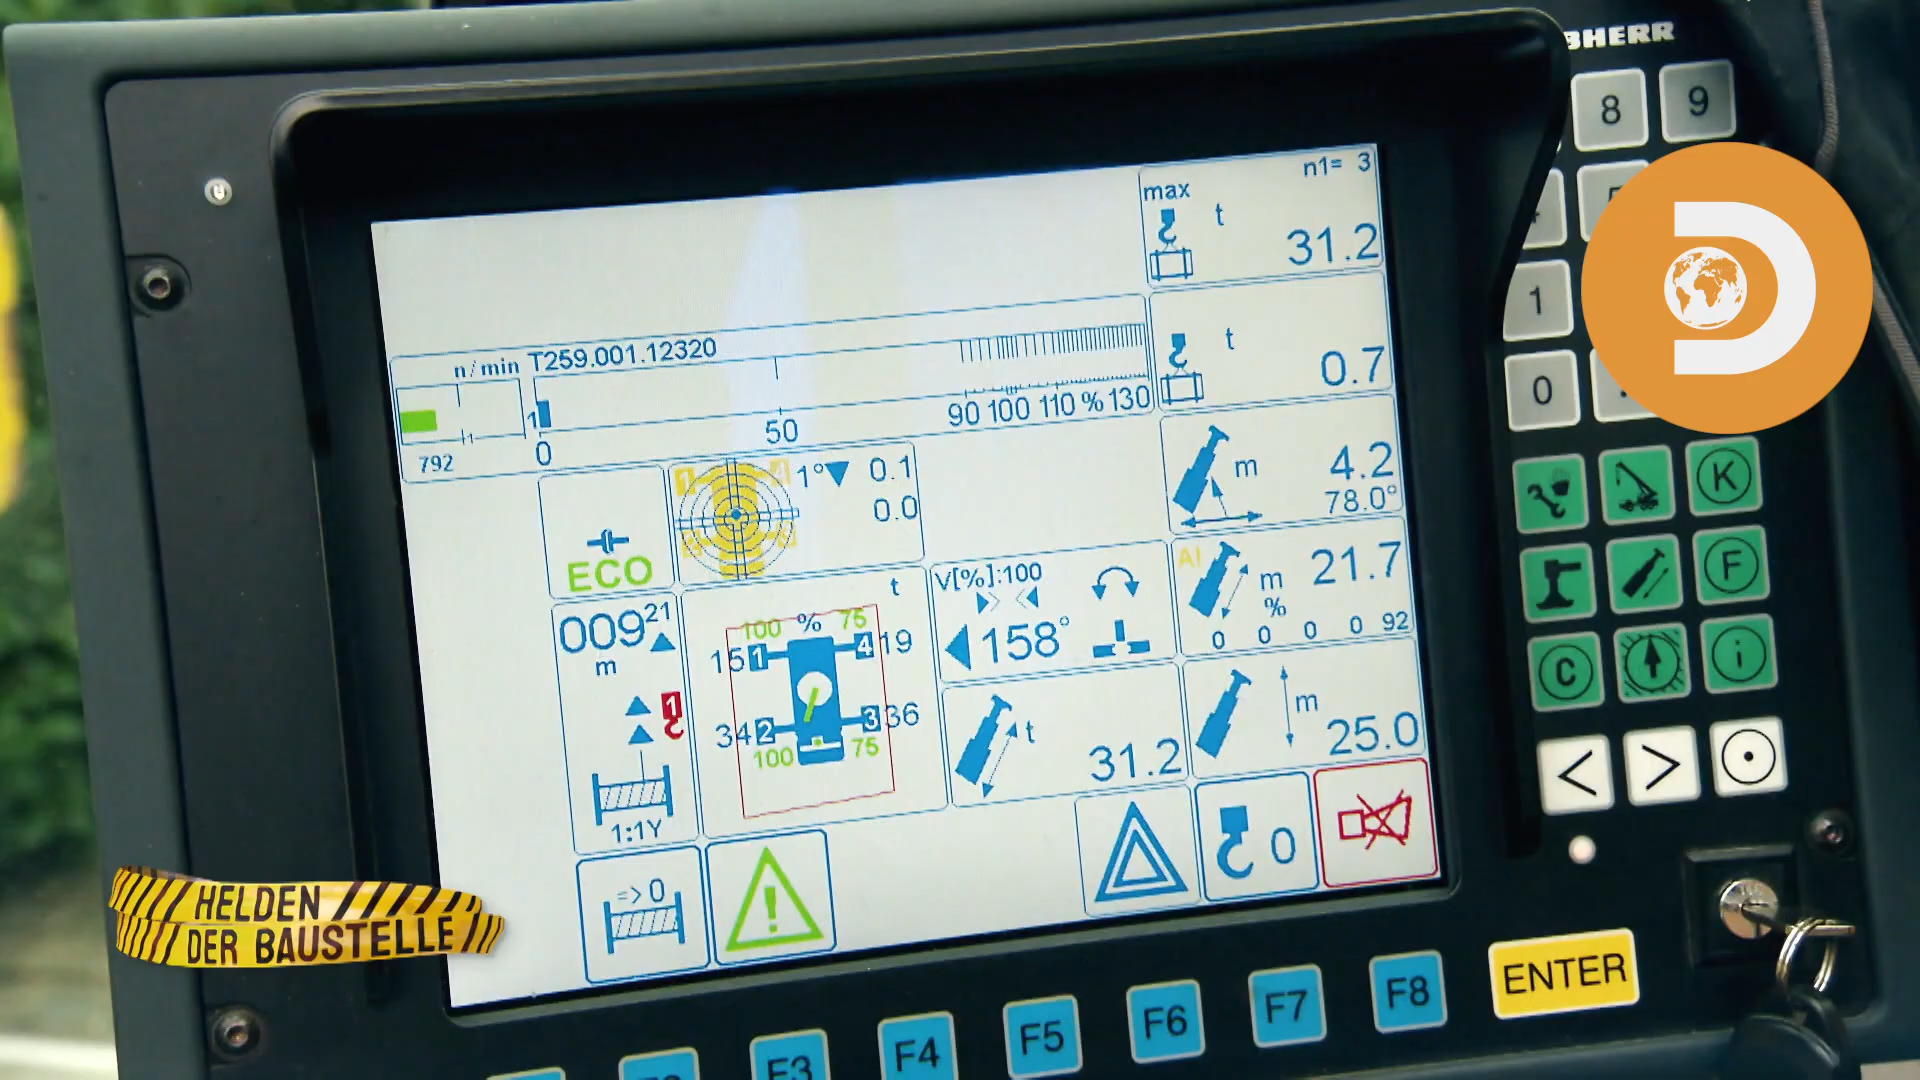 BHERR
8 9
1
0
n1= 3
max
t
31.2
t
0.7
n/min T259.001.12320
1
0 50 90 100 110 % 130
792
m 4.2
78.0°
1° 0.1
0.0
ECO
AI m 21.7
%
0 0 0 0 92
V[%]:100
158°
t
100 % 75
15 1 4 19
34 2 3 36
100 75
009 21
m
1
1:1Y
t 31.2
m 25.0
=> 0
!
0
K
F
C
i
< >
HELDEN
DER BAUSTELLE
F3 F4 F5 F6 F7 F8 ENTER
D